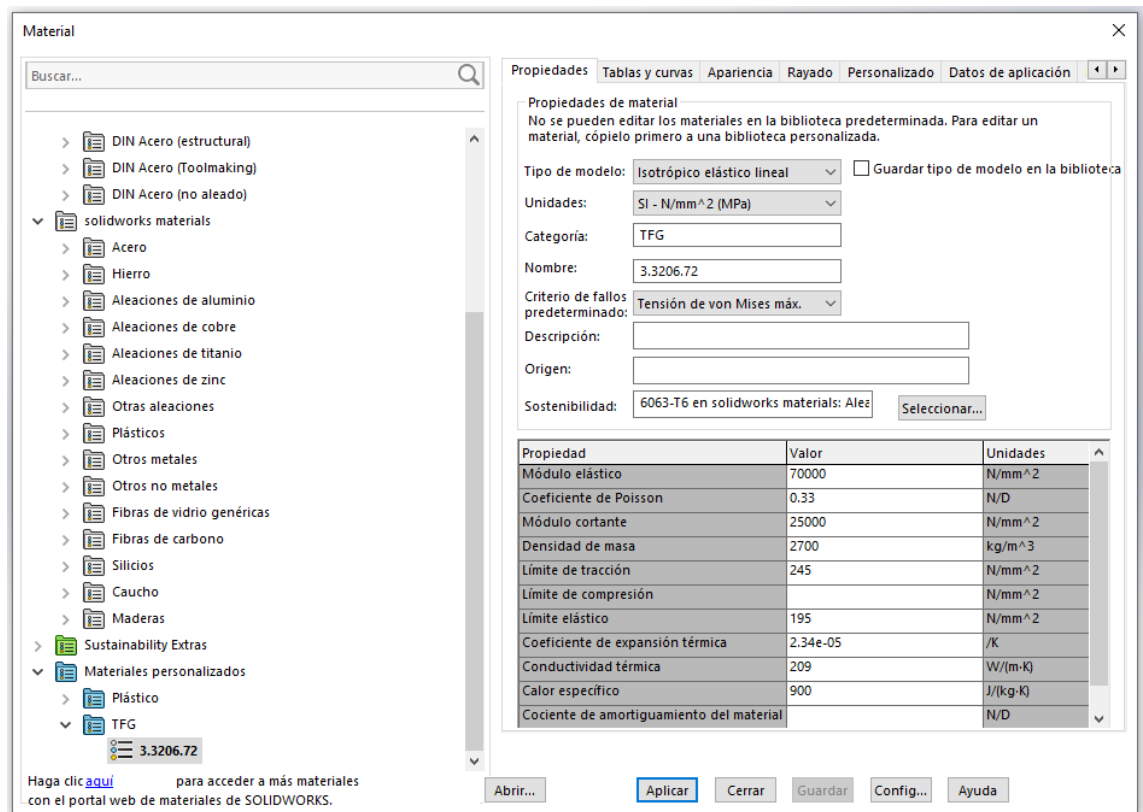 Material
Buscar...
DIN Acero (estructural)
DIN Acero (Toolmaking)
DIN Acero (no aleado)
solidworks materials
Acero
Hierro
Aleaciones de aluminio
Aleaciones de cobre
Aleaciones de titanio
Aleaciones de zinc
Otras aleaciones
Plásticos
Otros metales
Otros no metales
Fibras de vidrio genéricas
Fibras de carbono
Silicios
Caucho
Maderas
Sustainability Extras
Materiales personalizados
Plástico
TFG
3.3206.72
Haga clic aquí para acceder a más materiales
con el portal web de materiales de SOLIDWORKS.
Propiedades Tablas y curvas Apariencia Rayado Personalizado Datos de aplicación
Propiedades de material
No se pueden editar los materiales en la biblioteca predeterminada. Para editar un
material, cópielo primero a una biblioteca personalizada.
Tipo de modelo: Isotrópico elástico lineal Guardar tipo de modelo en la biblioteca
Unidades: SI - N/mm^2 (MPa)
Categoría: TFG
Nombre: 3.3206.72
Criterio de fallos
predeterminado: Tensión de von Mises máx.
Descripción:
Origen:
Sostenibilidad: 6063-T6 en solidworks materials: Alea Seleccionar...
Propiedad Valor Unidades
Módulo elástico 70000 N/mm^2
Coeficiente de Poisson 0.33 N/D
Módulo cortante 25000 N/mm^2
Densidad de masa 2700 kg/m^3
Límite de tracción 245 N/mm^2
Límite de compresión N/mm^2
Límite elástico 195 N/mm^2
Coeficiente de expansión térmica 2.34e-05 /K
Conductividad térmica 209 W/(m·K)
Calor específico 900 J/(kg·K)
Cociente de amortiguamiento del material N/D
Abrir... Aplicar Cerrar Guardar Config... Ayuda